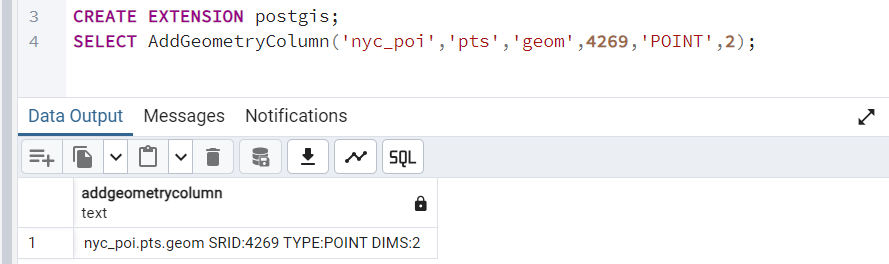 3 CREATE EXTENSION postgis;
4 SELECT AddGeometryColumn('nyc_poi','pts','geom',4269,'POINT',2);
Data Output Messages Notifications
SQL
addgeometrycolumn
text
1 nyc_poi.pts.geom SRID:4269 TYPE:POINT DIMS:2